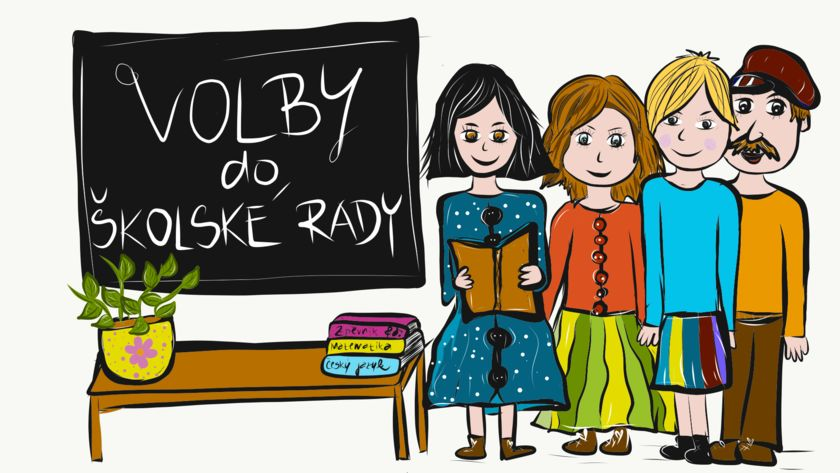 VOLBY
do
ŠKOLSKÉ RADY
Zpěvník
Matematika
Český jazyk